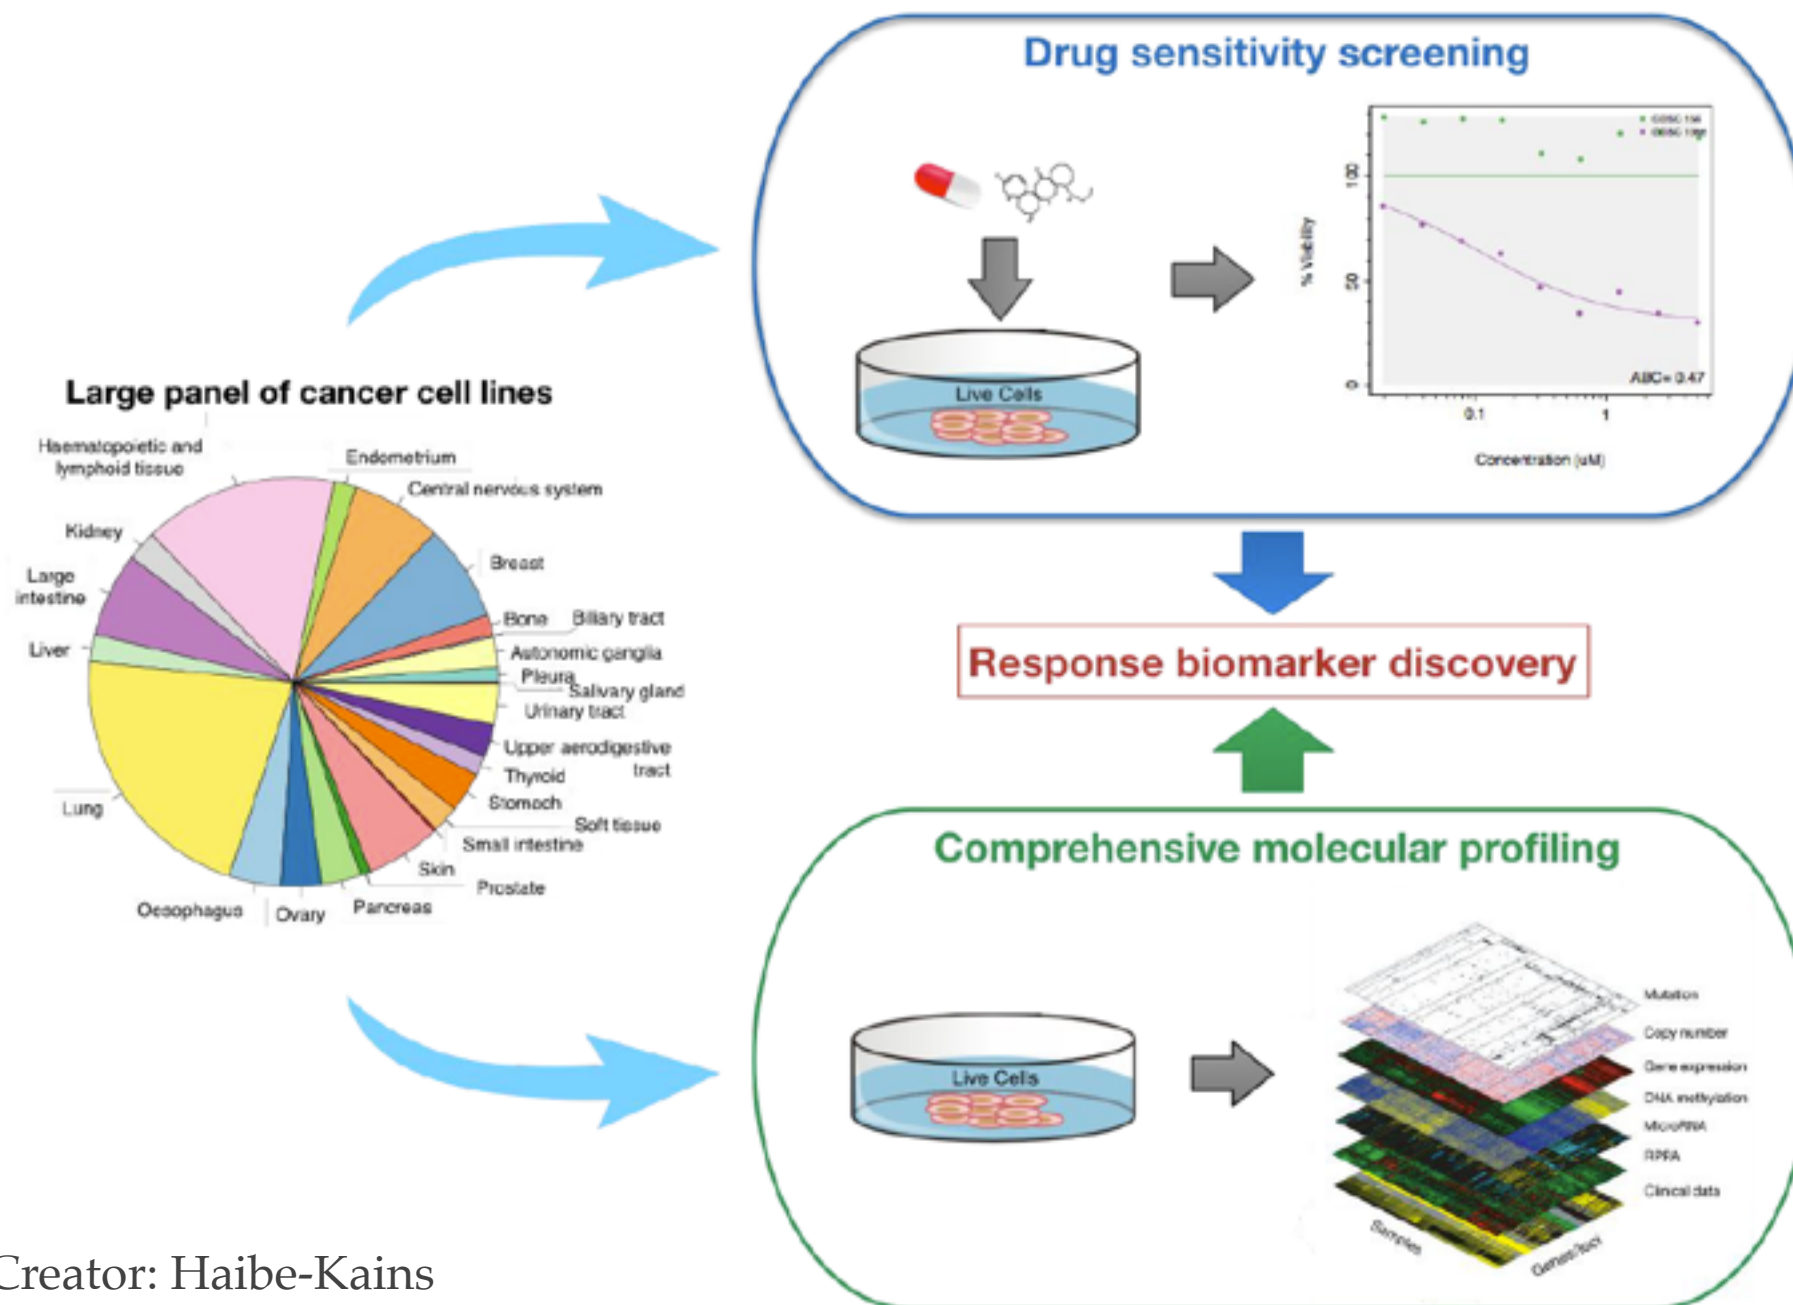 Drug sensitivity screening
% Viability
100
50
0
0.1
1
ABC= 0.47
Concentration (uM)
Live Cells
Large panel of cancer cell lines
Haematopoietic and
lymphoid tissue
Endometrium
Central nervous system
Kidney
Breast
Large
intestine
Bone
Biliary tract
Liver
Autonomic ganglia
Pleura
Salivary gland
Urinary tract
Upper aerodigestive
tract
Thyroid
Stomach
Lung
Soft tissue
Small intestine
Skin
Prostate
Oesophagus
Ovary
Pancreas
Response biomarker discovery
Comprehensive molecular profiling
Live Cells
Mutation
Copy number
Gene expression
DNA methylation
MicroRNA
RPPA
Clinical data
Samples
Genes/loci
Creator: Haibe-Kains